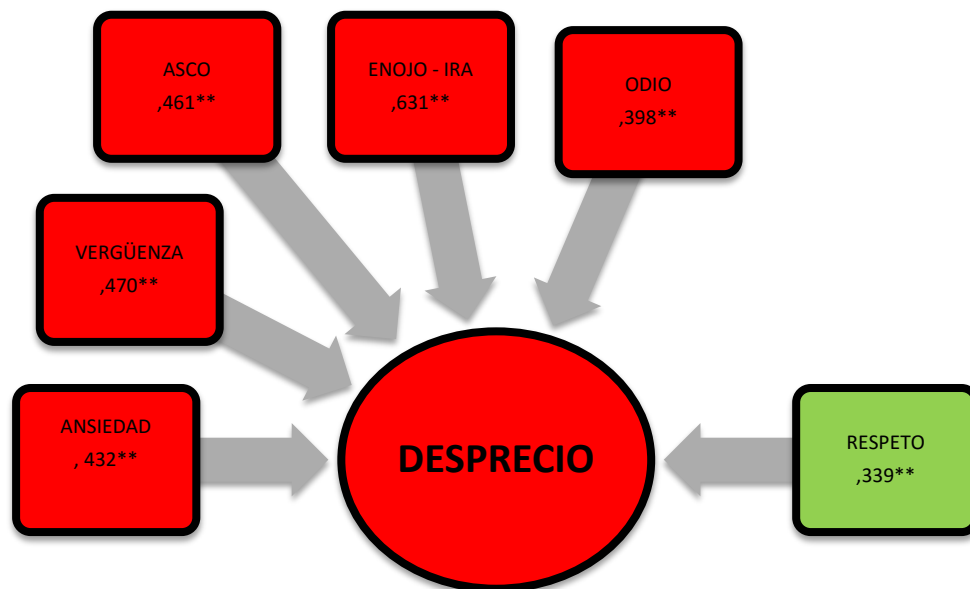 ASCO
,461**
ENOJO - IRA
,631**
ODIO
,398**
VERGÜENZA
,470**
ANSIEDAD
, 432**
DESPRECIO
RESPETO
,339**